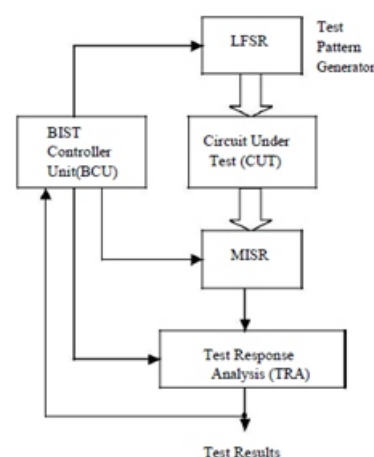 LFSR
Test
Pattern
Generator
BIST
Controller
Unit(BCU)
Circuit Under
Test (CUT)
MISR
Test Response
Analysis (TRA)
Test Results